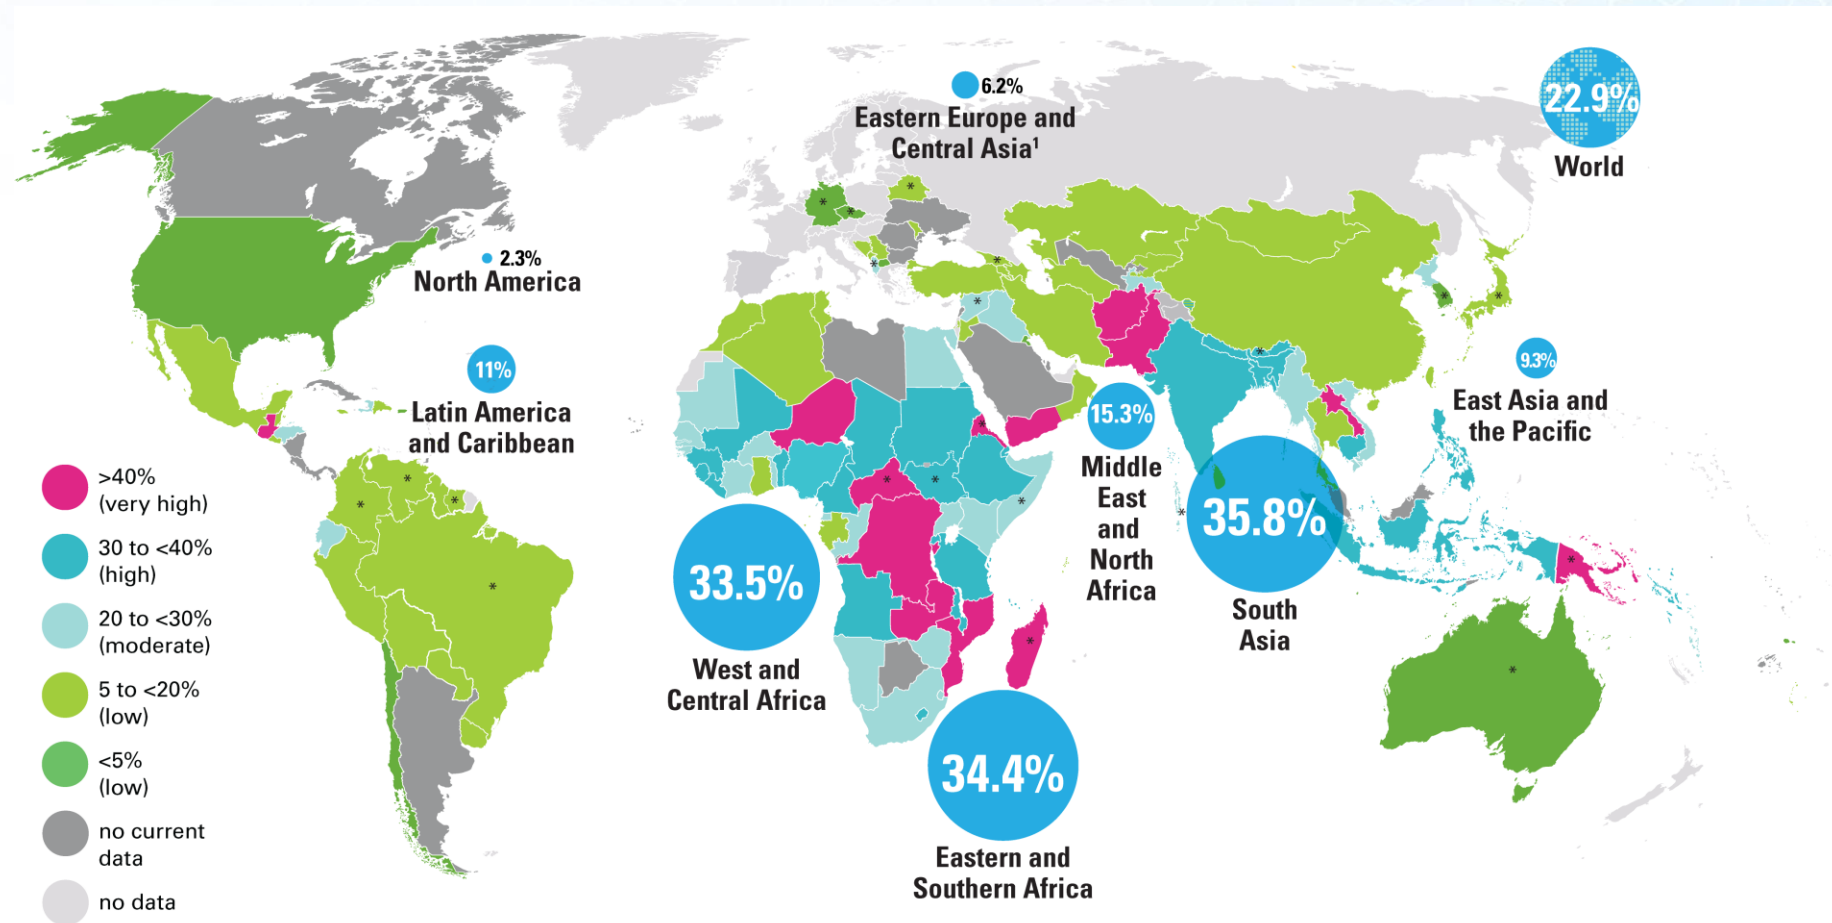 22.9%
World
6.2%
Eastern Europe and
Central Asia¹
2.3%
North America
11%
Latin America
and Caribbean
9.3%
East Asia and
the Pacific
15.3%
Middle
East
and
North
Africa
35.8%
South
Asia
33.5%
West and
Central Africa
34.4%
Eastern and
Southern Africa
>40%
(very high)
30 to <40%
(high)
20 to <30%
(moderate)
5 to <20%
(low)
<5%
(low)
no current
data
no data